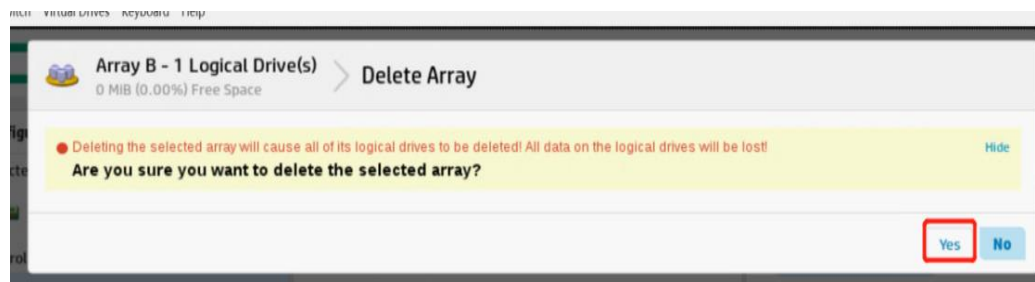 Virtual Drives Keyboard Help
Array B - 1 Logical Drive(s)
0 MiB (0.00%) Free Space
Delete Array
Deleting the selected array will cause all of its logical drives to be deleted! All data on the logical drives will be lost!
Hide
Are you sure you want to delete the selected array?
Yes No